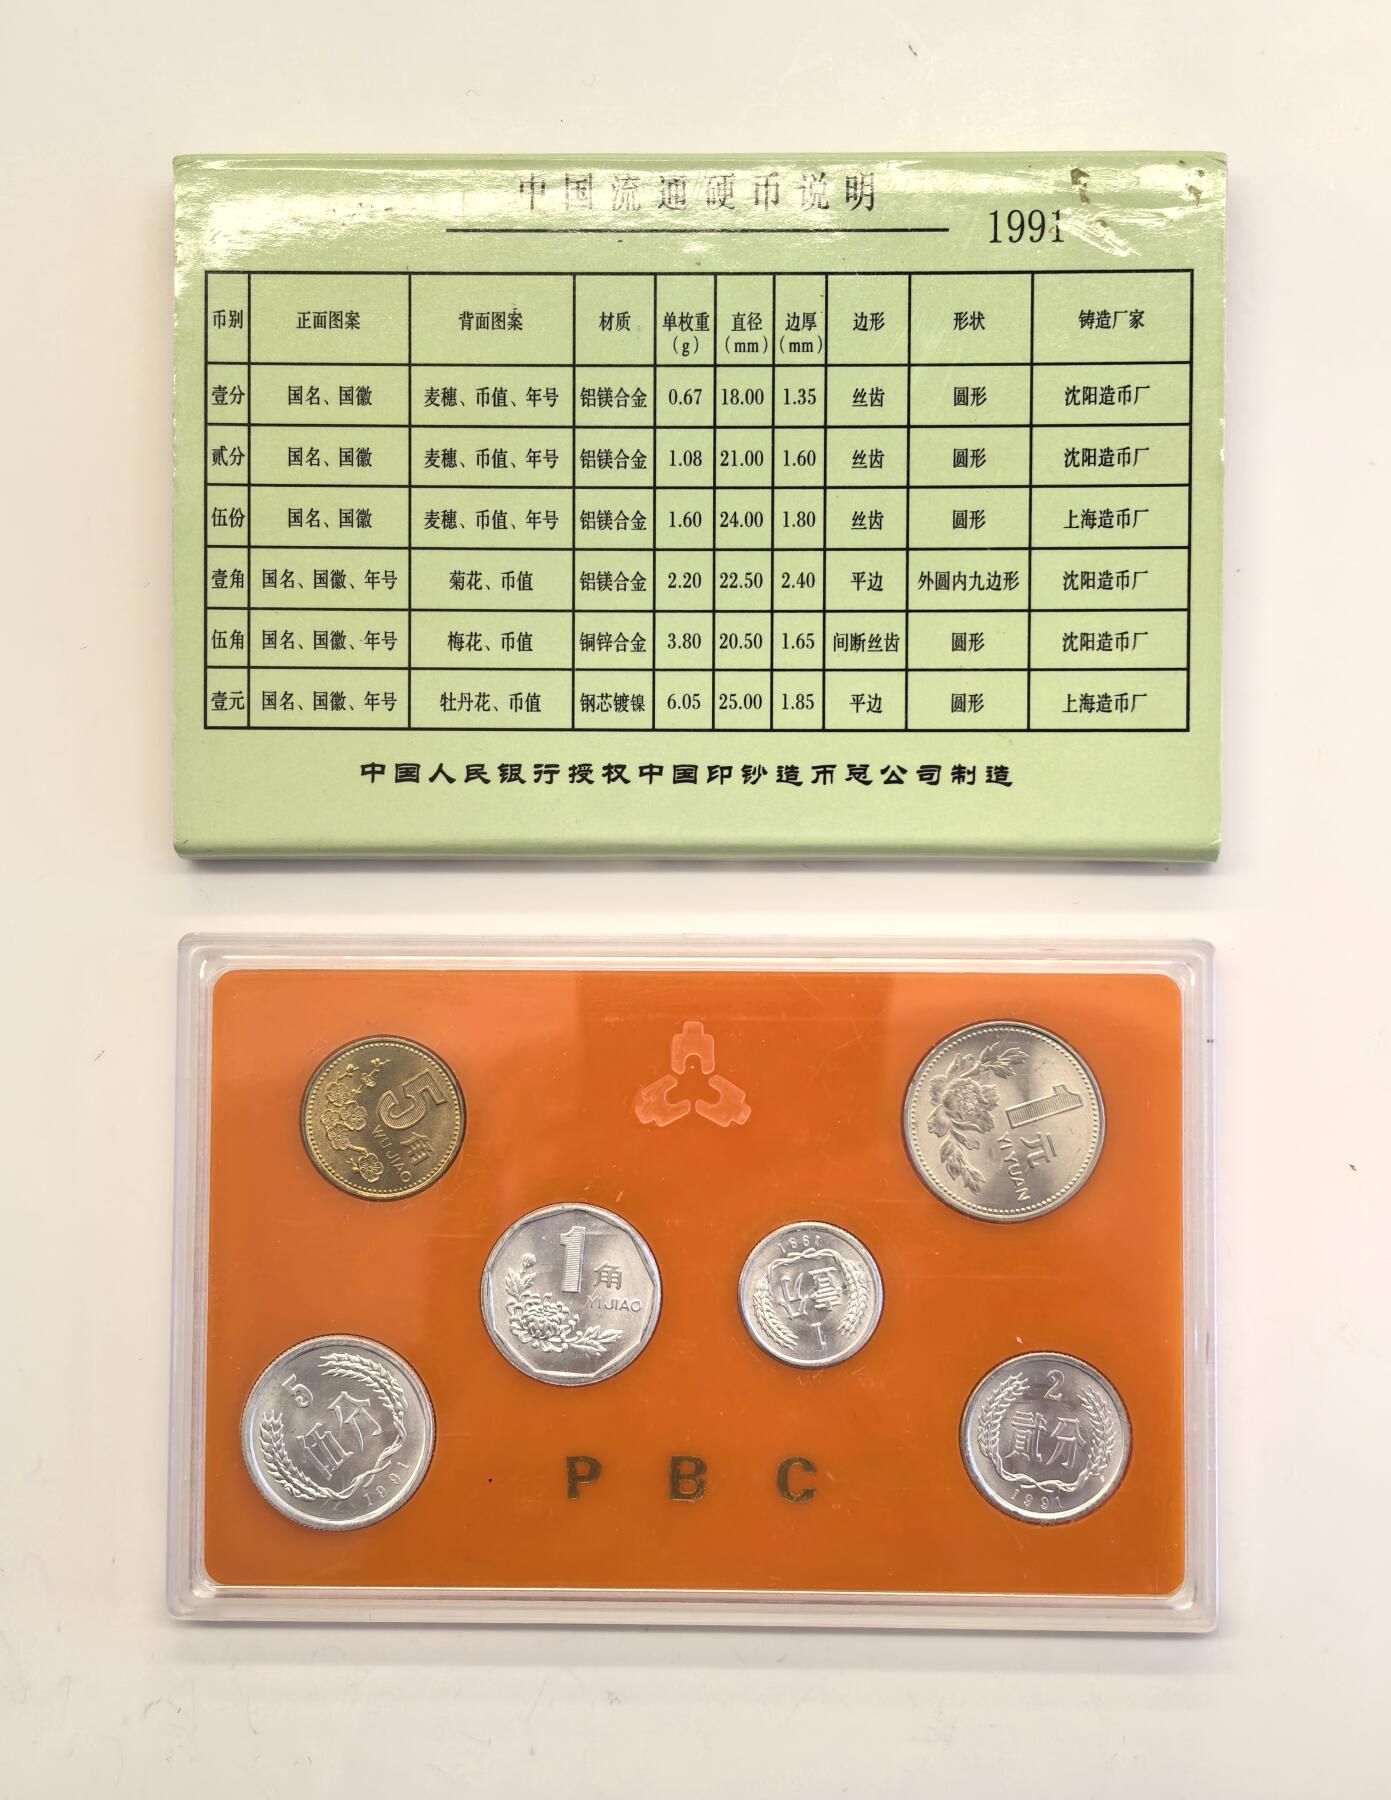 中国流通硬币说明
1991
币别 正面图案 背面图案 材质 单枚重(g) 直径(mm) 边厚(mm) 边形 形状 铸造厂家
壹分 国名、国徽 麦穗、币值、年号 铝镁合金 0.67 18.00 1.35 丝齿 圆形 沈阳造币厂
贰分 国名、国徽 麦穗、币值、年号 铝镁合金 1.08 21.00 1.60 丝齿 圆形 沈阳造币厂
伍份 国名、国徽 麦穗、币值、年号 铝镁合金 1.60 24.00 1.80 丝齿 圆形 上海造币厂
壹角 国名、国徽、年号 菊花、币值 铝镁合金 2.20 22.50 2.40 平边 外圆内九边形 沈阳造币厂
伍角 国名、国徽、年号 梅花、币值 铜锌合金 3.80 20.50 1.65 间断丝齿 圆形 沈阳造币厂
壹元 国名、国徽、年号 牡丹花、币值 钢芯镀镍 6.05 25.00 1.85 平边 圆形 上海造币厂
中国人民银行授权中国印钞造币总公司制造
5角
WU JIAO
1元
YI YUAN
1角
YI JIAO
1
壹分
1991
5
伍分
1991
2
贰分
1991
P B C